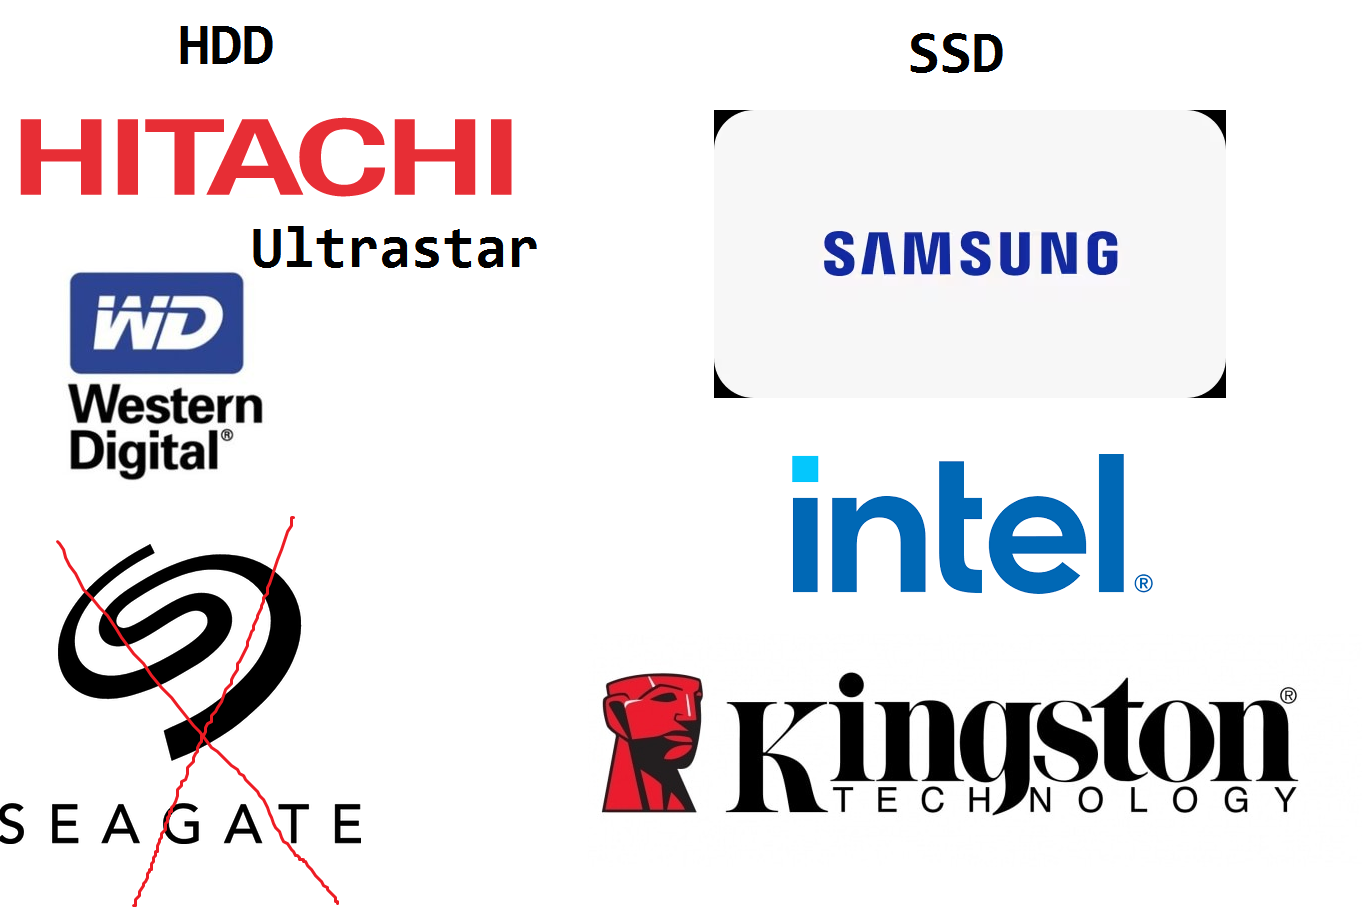 HDD
HITACHI
Ultrastar
WD
Western
Digital®
SEAGATE
SSD
SAMSUNG
intel®
Kingston®
TECHNOLOGY